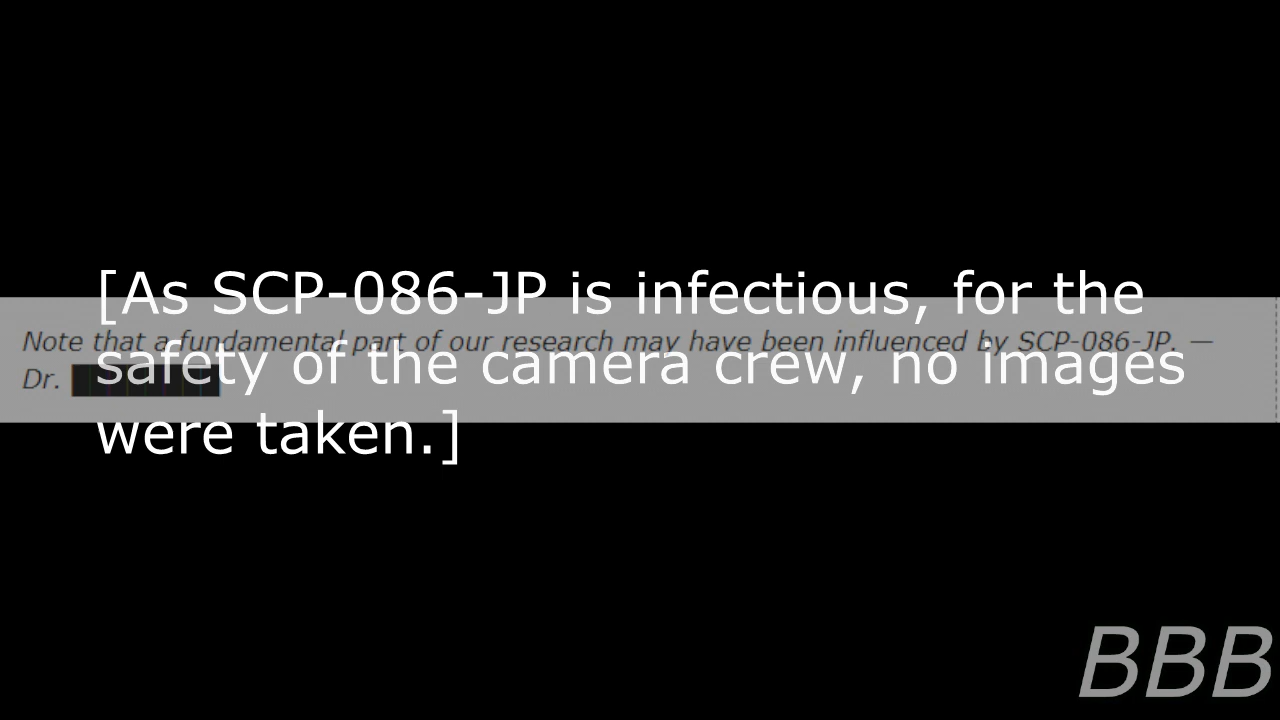 [As SCP-086-JP is infectious, for the
safety of the camera crew, no images
were taken.]
Note that a fundamental part of our research may have been influenced by SCP-086-JP. —
Dr. ████████
BBB